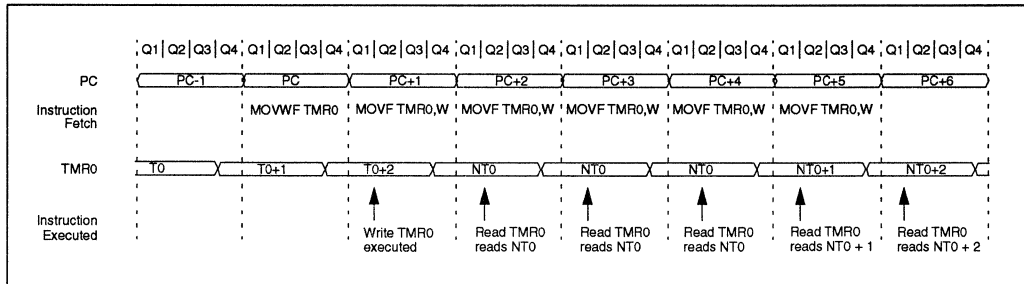 Q1 Q2 Q3 Q4 Q1 Q2 Q3 Q4 Q1 Q2 Q3 Q4 Q1 Q2 Q3 Q4 Q1 Q2 Q3 Q4 Q1 Q2 Q3 Q4 Q1 Q2 Q3 Q4 Q1 Q2 Q3 Q4
PC PC-1 PC PC+1 PC+2 PC+3 PC+4 PC+5 PC+6
Instruction
Fetch
MOVWF TMR0 MOVF TMR0,W MOVF TMR0,W MOVF TMR0,W MOVF TMR0,W MOVF TMR0,W
TMR0 T0 T0+1 T0+2 NT0 NT0 NT0 NT0+1 NT0+2
Instruction
Executed
Write TMR0
executed
Read TMR0
reads NT0
Read TMR0
reads NT0
Read TMR0
reads NT0
Read TMR0
reads NT0 + 1
Read TMR0
reads NT0 + 2